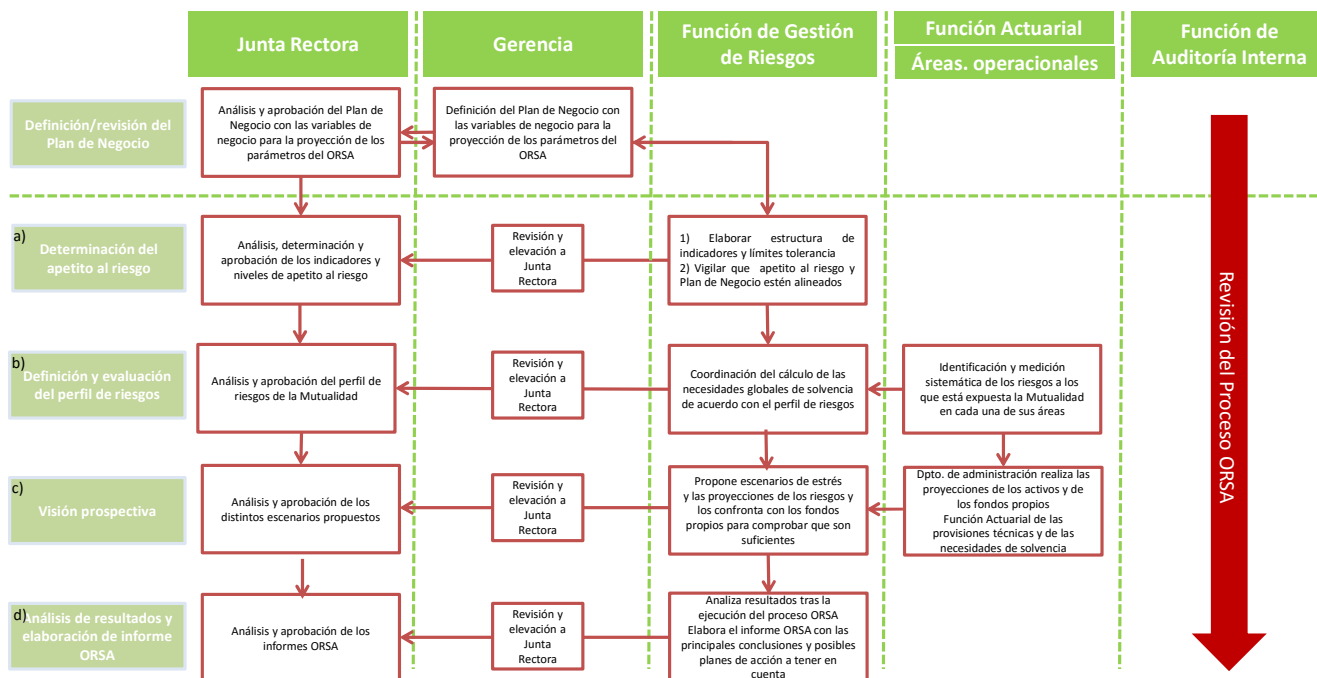 Junta Rectora
Gerencia
Función de Gestión
de Riesgos
Función Actuarial
Áreas. operacionales
Función de
Auditoría Interna
Definición/revisión del
Plan de Negocio
Análisis y aprobación del Plan de
Negocio con las variables de
negocio para la proyección de los
parámetros del ORSA
Definición del Plan de Negocio con
las variables de negocio para la
proyección de los parámetros del
ORSA
a)
Determinación del
apetito al riesgo
Análisis, determinación y
aprobación de los indicadores y
niveles de apetito al riesgo
Revisión y
elevación a
Junta
Rectora
1) Elaborar estructura de
indicadores y límites tolerancia
2) Vigilar que apetito al riesgo y
Plan de Negocio estén alineados
b)
Definición y evaluación
del perfil de riesgos
Análisis y aprobación del perfil de
riesgos de la Mutualidad
Revisión y
elevación a
Junta
Rectora
Coordinación del cálculo de las
necesidades globales de solvencia
de acuerdo con el perfil de riesgos
Identificación y medición
sistemática de los riesgos a los
que está expuesta la Mutualidad
en cada una de sus áreas
c)
Visión prospectiva
Análisis y aprobación de los
distintos escenarios propuestos
Revisión y
elevación a
Junta
Rectora
Propone escenarios de estrés
y las proyecciones de los riesgos y
los confronta con los fondos
propios para comprobar que son
suficientes
Dpto. de administración realiza las
proyecciones de los activos y de
los fondos propios
Función Actuarial de las
provisiones técnicas y de las
necesidades de solvencia
d)
Análisis de resultados y
elaboración de informe
ORSA
Análisis y aprobación de los
informes ORSA
Revisión y
elevación a
Junta
Rectora
Analiza resultados tras la
ejecución del proceso ORSA
Elabora el informe ORSA con las
principales conclusiones y posibles
planes de acción a tener en
cuenta
Revisión del Proceso ORSA